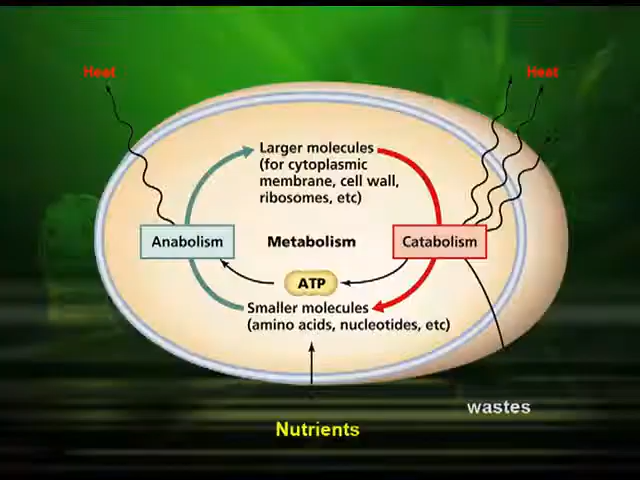 Heat
Heat
Larger molecules
(for cytoplasmic
membrane, cell wall,
ribosomes, etc)
Anabolism
Metabolism
Catabolism
ATP
Smaller molecules
(amino acids, nucleotides, etc)
wastes
Nutrients